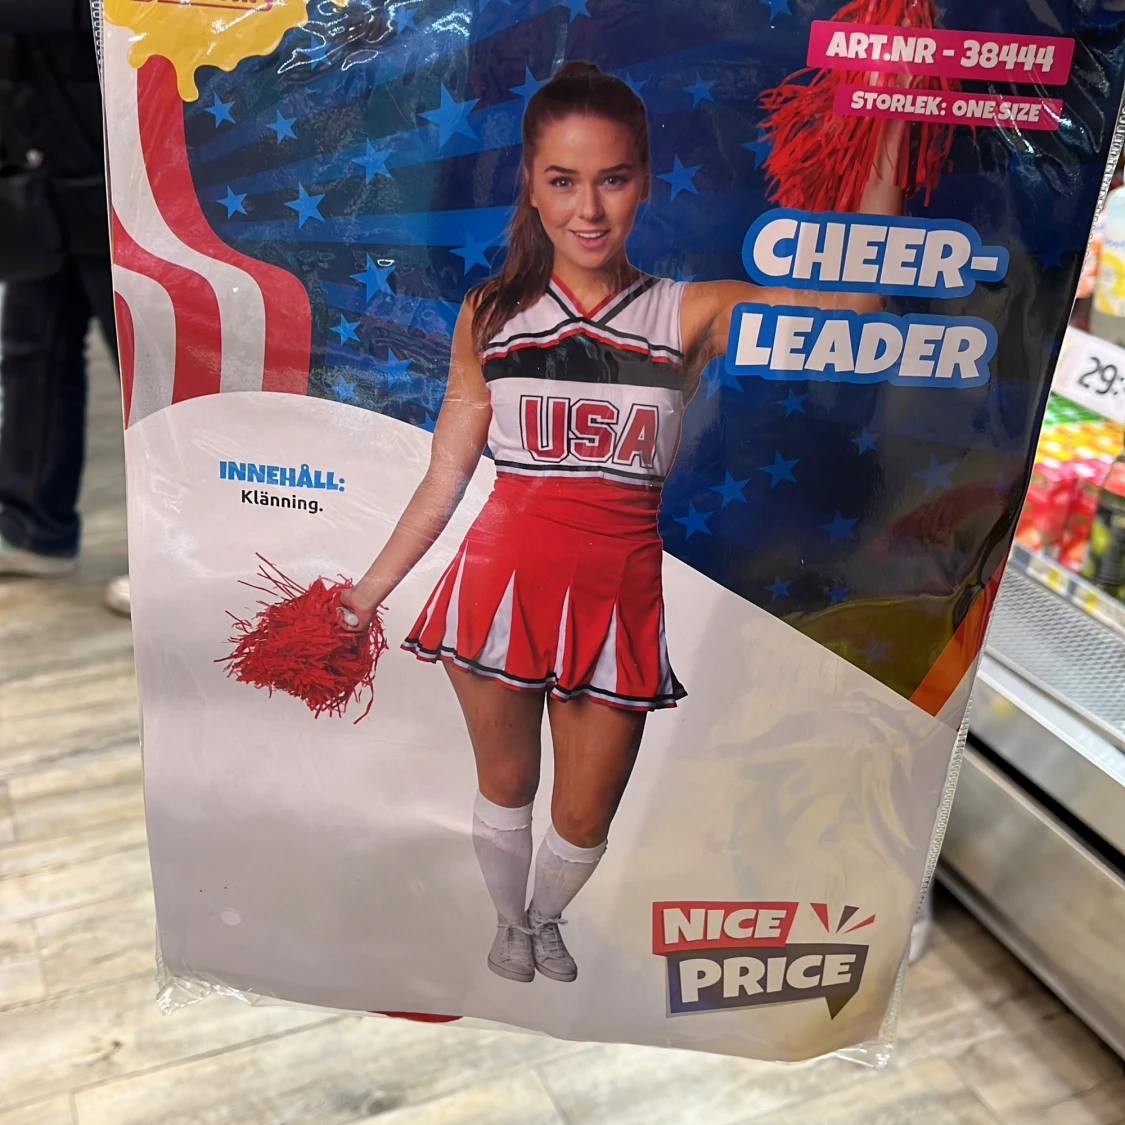 ART.NR - 38444
STORLEK: ONE SIZE
CHEER-
LEADER
USA
INNEHÅLL:
Klänning.
NICE
PRICE